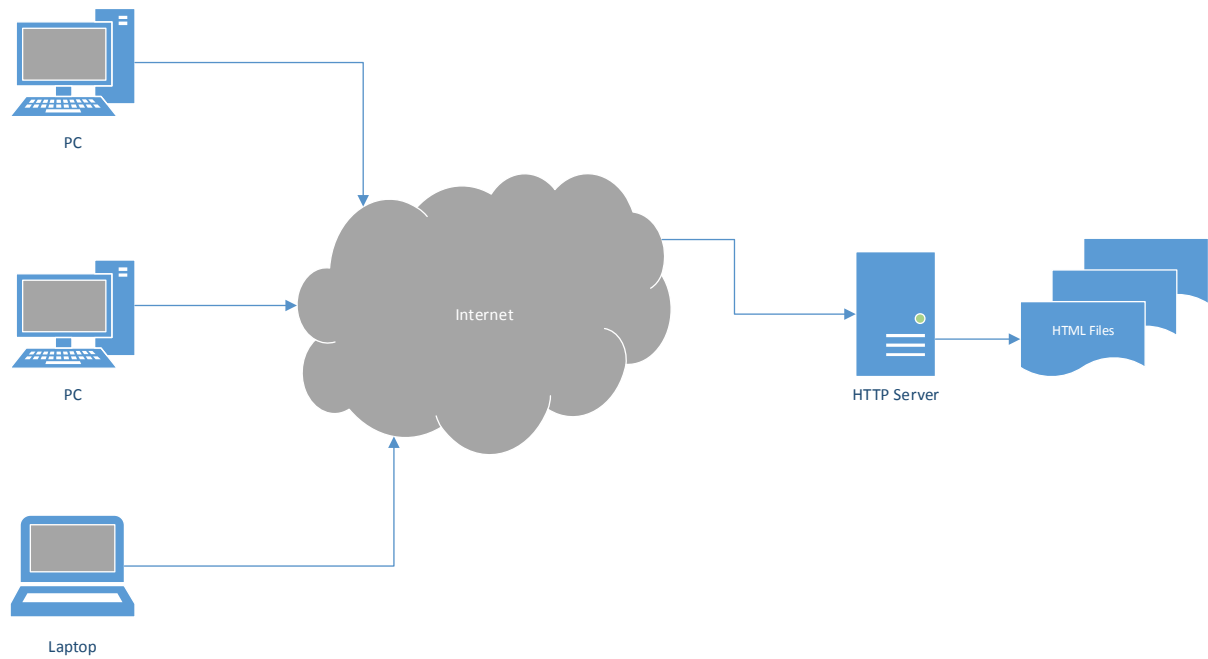 PC
PC
Laptop
Internet
HTTP Server
HTML Files